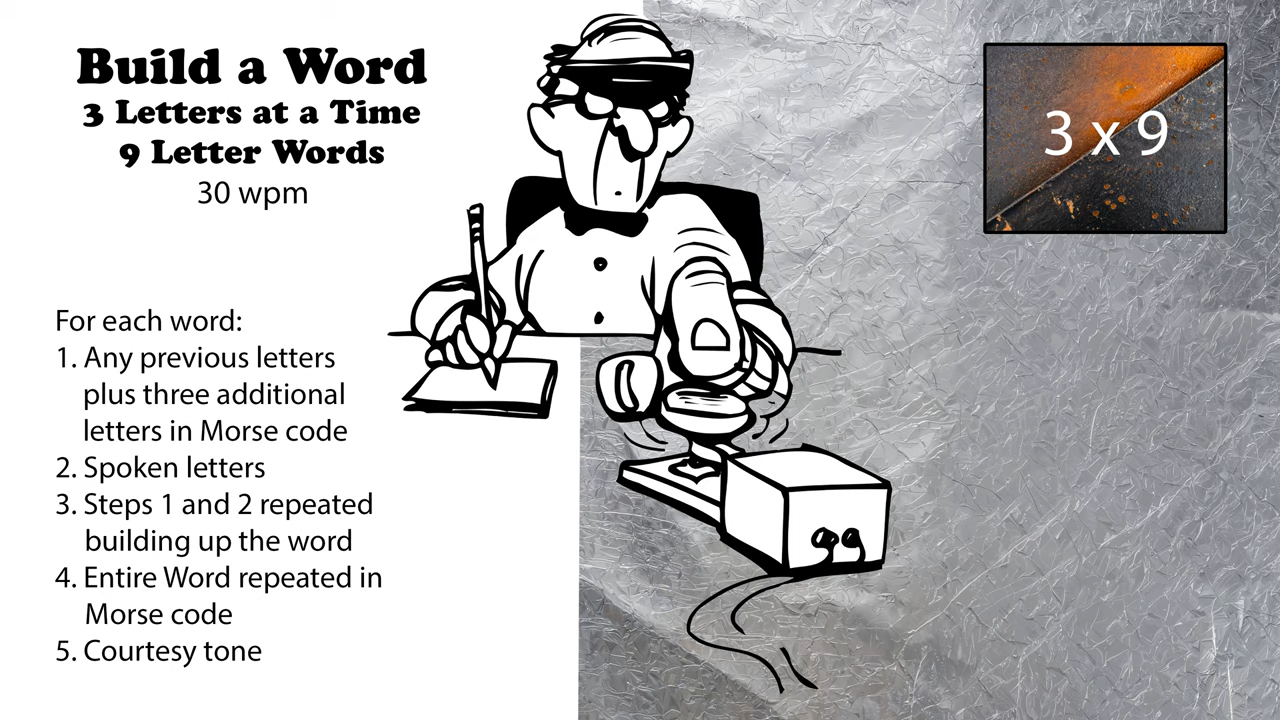 Build a Word
3 Letters at a Time
9 Letter Words
30 wpm
3 x 9
For each word:
1. Any previous letters
plus three additional
letters in Morse code
2. Spoken letters
3. Steps 1 and 2 repeated
building up the word
4. Entire Word repeated in
Morse code
5. Courtesy tone